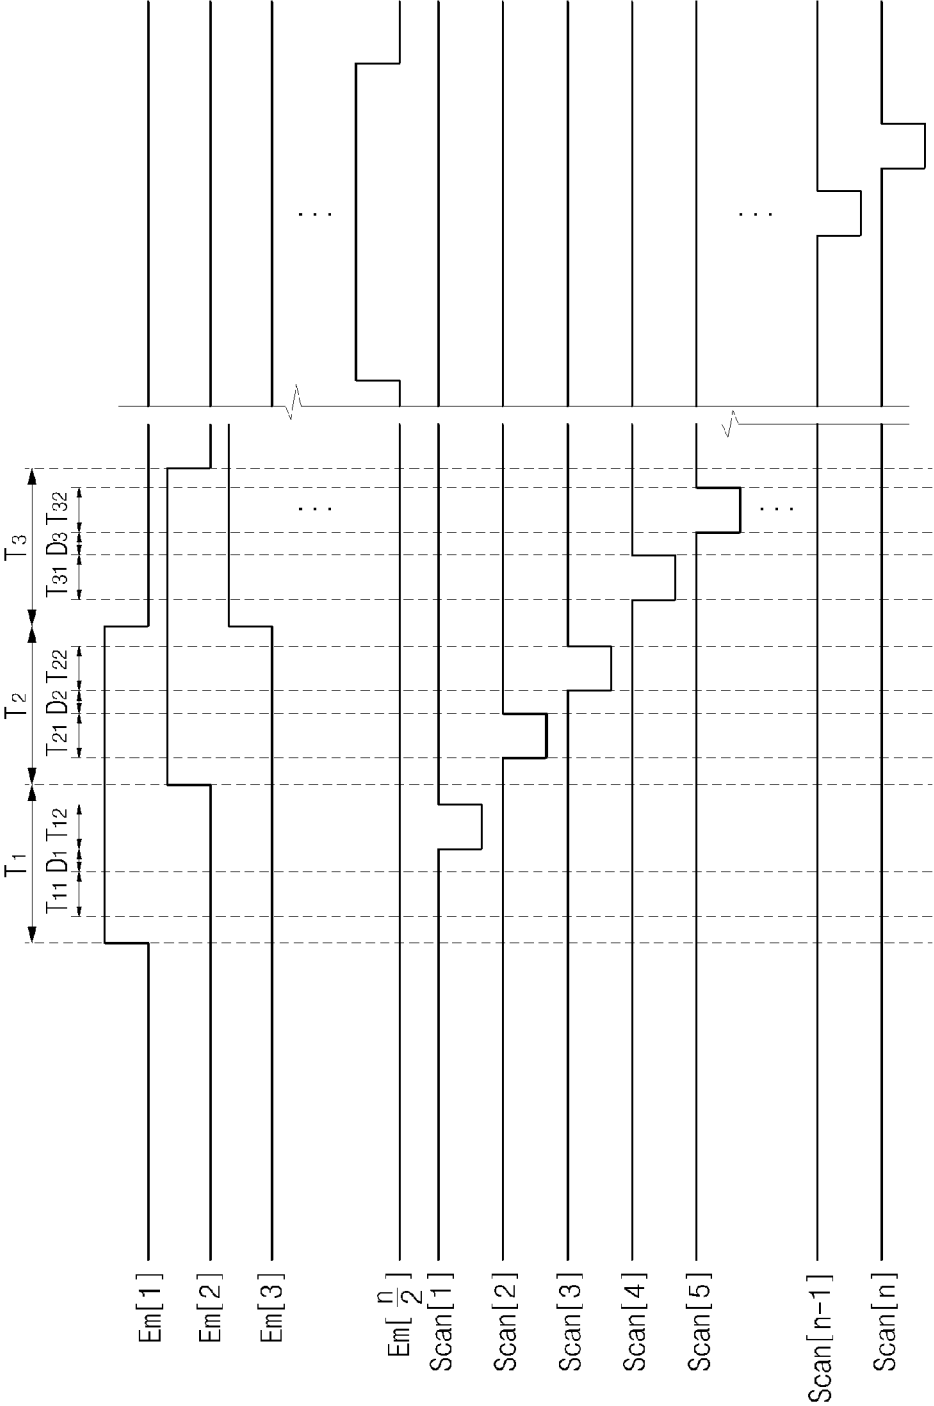 T1 T2 T3
T11 D1 T12 T21 D2 T22 T31 D3 T32
Em[1]
Em[2]
Em[3]
... ...
Em[n/2]
Scan[1]
Scan[2]
Scan[3]
Scan[4]
Scan[5]
... ...
Scan[n-1]
Scan[n]